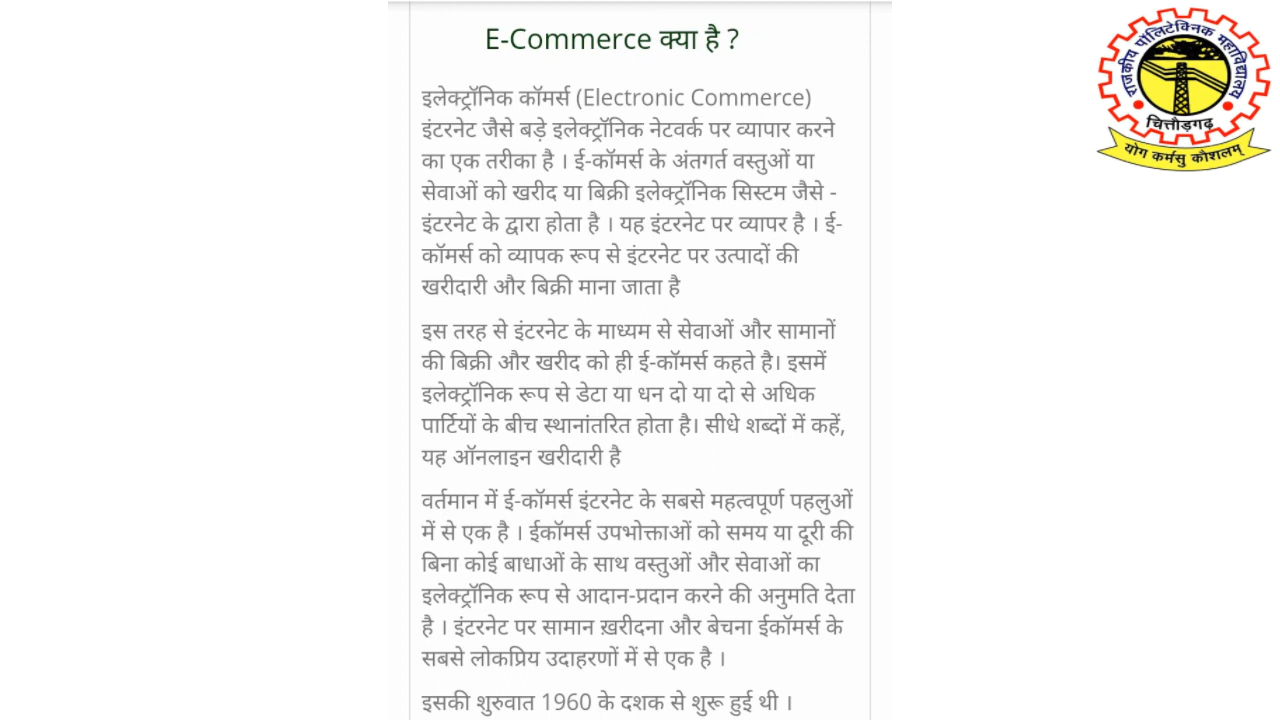 E-Commerce क्या है ?
इलेक्ट्रॉनिक कॉमर्स (Electronic Commerce)
इंटरनेट जैसे बड़े इलेक्ट्रॉनिक नेटवर्क पर व्यापार करने
का एक तरीका है । ई-कॉमर्स के अंतगर्त वस्तुओं या
सेवाओं को खरीद या बिक्री इलेक्ट्रॉनिक सिस्टम जैसे -
इंटरनेट के द्वारा होता है । यह इंटरनेट पर व्यापर है । ई-
कॉमर्स को व्यापक रूप से इंटरनेट पर उत्पादों की
खरीदारी और बिक्री माना जाता है
इस तरह से इंटरनेट के माध्यम से सेवाओं और सामानों
की बिक्री और खरीद को ही ई-कॉमर्स कहते है। इसमें
इलेक्ट्रॉनिक रूप से डेटा या धन दो या दो से अधिक
पार्टियों के बीच स्थानांतरित होता है। सीधे शब्दों में कहें,
यह ऑनलाइन खरीदारी है
वर्तमान में ई-कॉमर्स इंटरनेट के सबसे महत्वपूर्ण पहलुओं
में से एक है । ईकॉमर्स उपभोक्ताओं को समय या दूरी की
बिना कोई बाधाओं के साथ वस्तुओं और सेवाओं का
इलेक्ट्रॉनिक रूप से आदान-प्रदान करने की अनुमति देता
है । इंटरनेट पर सामान ख़रीदना और बेचना ईकॉमर्स के
सबसे लोकप्रिय उदाहरणों में से एक है ।
इसकी शुरुवात 1960 के दशक से शुरू हुई थी ।
राजकीय पॉलिटेक्निक महाविद्यालय
चित्तौड़गढ़
योग कर्मसु कौशलम्